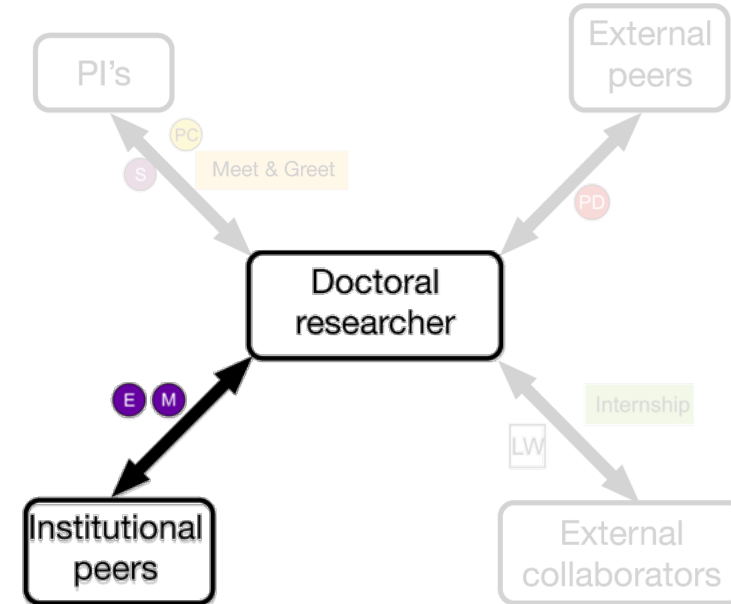 PI's
External
peers
PC
S
Meet & Greet
PD
Doctoral
researcher
E M
Internship
LW
Institutional
peers
External
collaborators